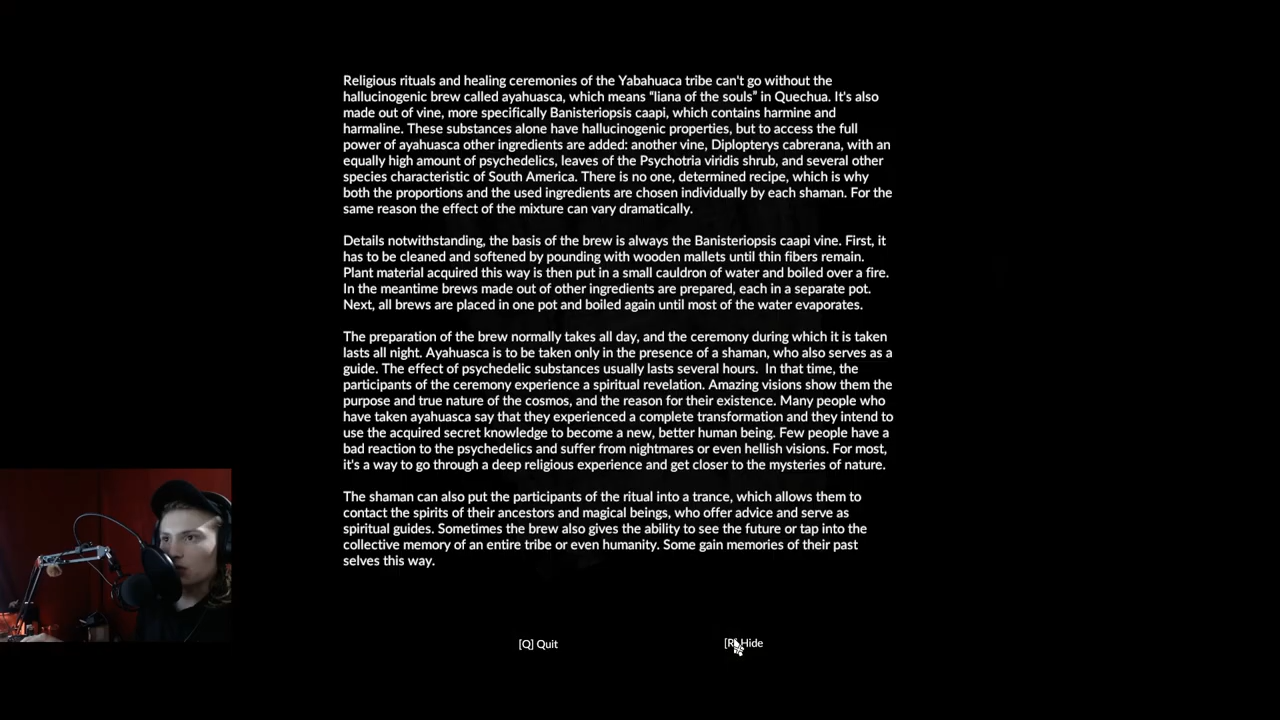 Religious rituals and healing ceremonies of the Yabahuaca tribe can't go without the
hallucinogenic brew called ayahuasca, which means “liana of the souls” in Quechua. It's also
made out of vine, more specifically Banisteriopsis caapi, which contains harmine and
harmaline. These substances alone have hallucinogenic properties, but to access the full
power of ayahuasca other ingredients are added: another vine, Diplopterys cabrerana, with an
equally high amount of psychedelics, leaves of the Psychotria viridis shrub, and several other
species characteristic of South America. There is no one, determined recipe, which is why
both the proportions and the used ingredients are chosen individually by each shaman. For the
same reason the effect of the mixture can vary dramatically.
Details notwithstanding, the basis of the brew is always the Banisteriopsis caapi vine. First, it
has to be cleaned and softened by pounding with wooden mallets until thin fibers remain.
Plant material acquired this way is then put in a small cauldron of water and boiled over a fire.
In the meantime brews made out of other ingredients are prepared, each in a separate pot.
Next, all brews are placed in one pot and boiled again until most of the water evaporates.
The preparation of the brew normally takes all day, and the ceremony during which it is taken
lasts all night. Ayahuasca is to be taken only in the presence of a shaman, who also serves as a
guide. The effect of psychedelic substances usually lasts several hours.  In that time, the
participants of the ceremony experience a spiritual revelation. Amazing visions show them the
purpose and true nature of the cosmos, and the reason for their existence. Many people who
have taken ayahuasca say that they experienced a complete transformation and they intend to
use the acquired secret knowledge to become a new, better human being. Few people have a
bad reaction to the psychedelics and suffer from nightmares or even hellish visions. For most,
it's a way to go through a deep religious experience and get closer to the mysteries of nature.
The shaman can also put the participants of the ritual into a trance, which allows them to
contact the spirits of their ancestors and magical beings, who offer advice and serve as
spiritual guides. Sometimes the brew also gives the ability to see the future or tap into the
collective memory of an entire tribe or even humanity. Some gain memories of their past
selves this way.
[Q] Quit
[R] Hide